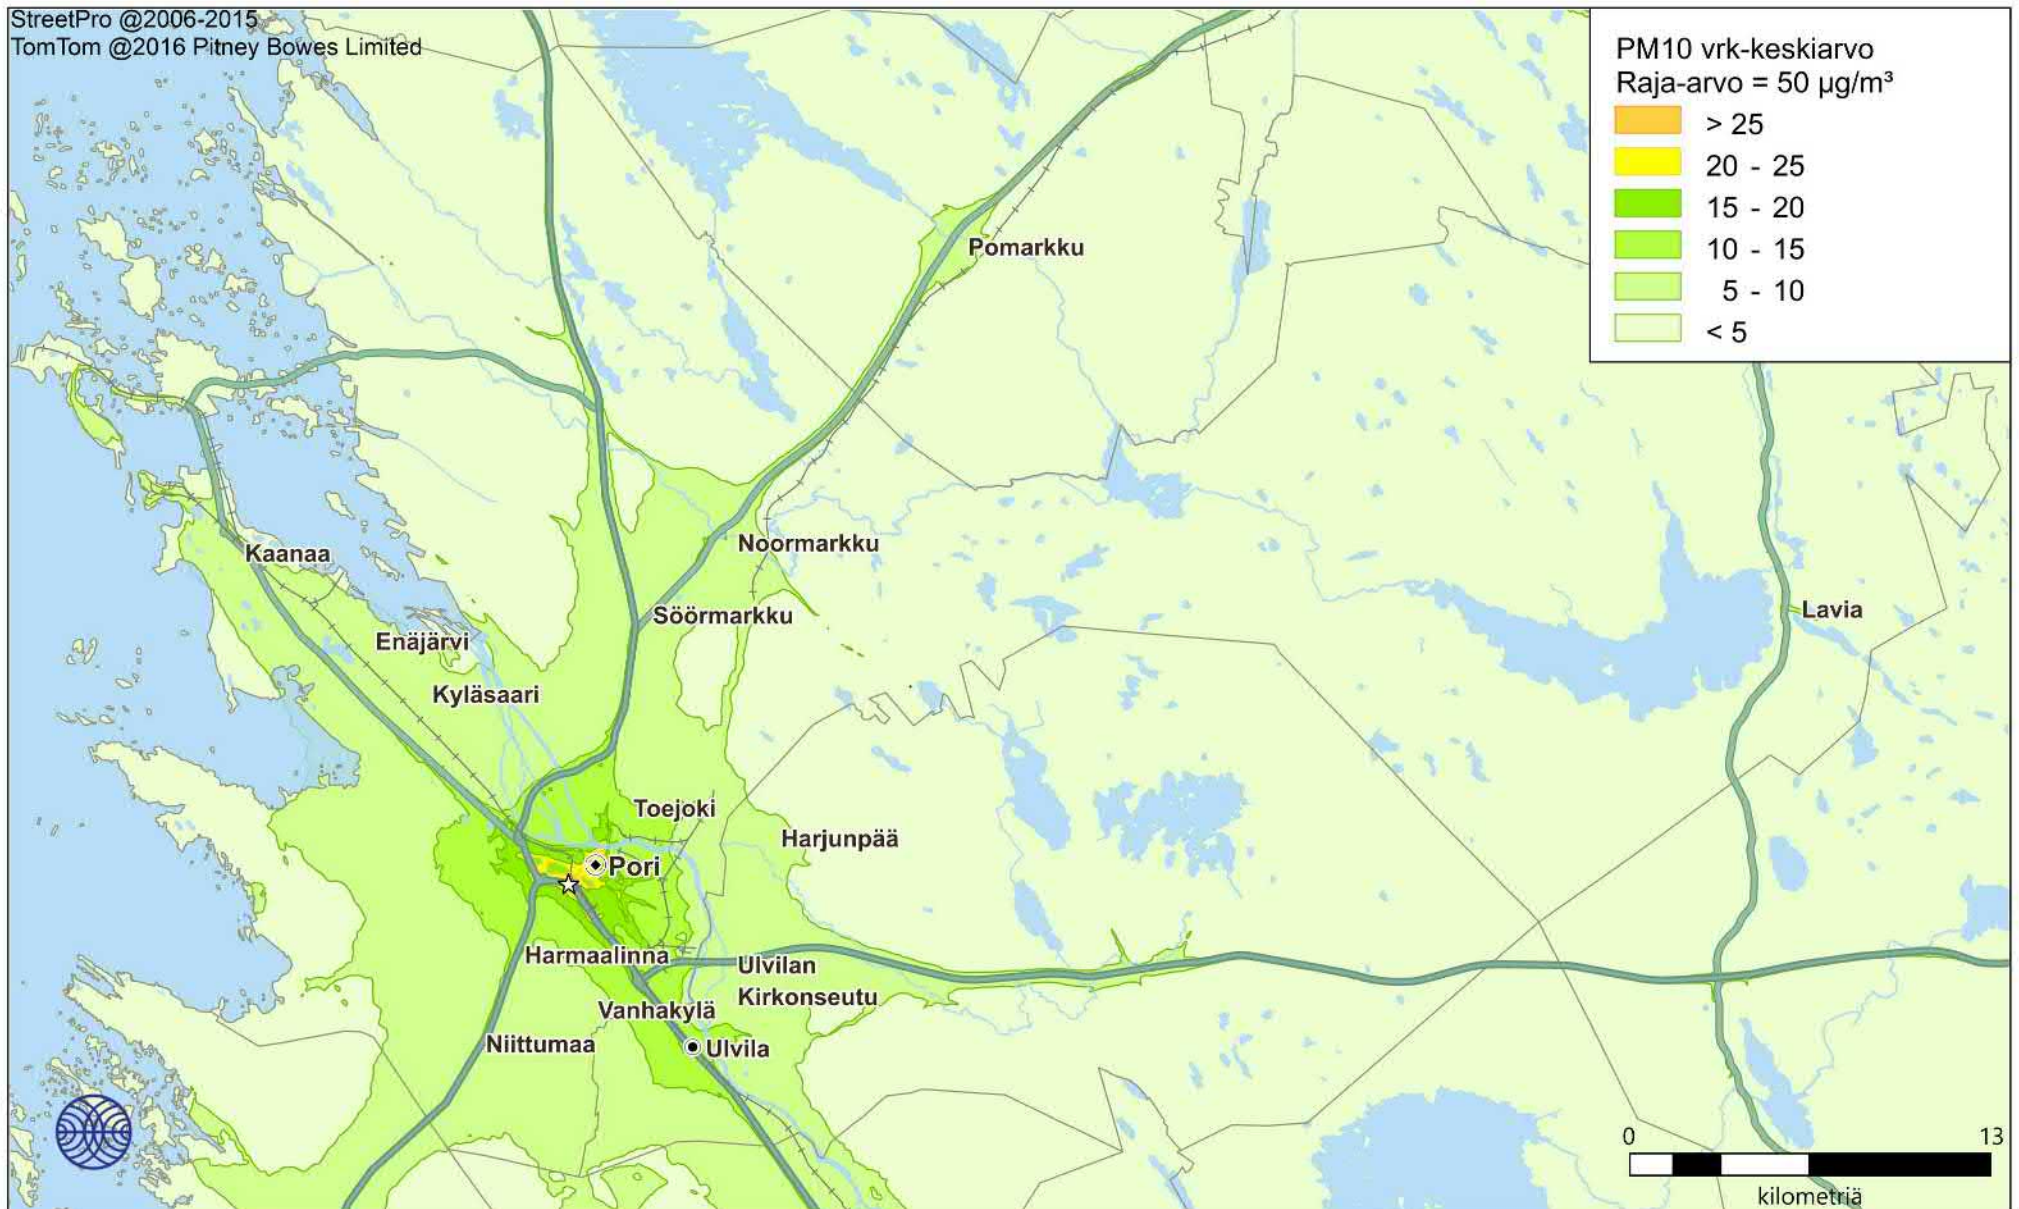 StreetPro @2006-2015
TomTom @2016 Pitney Bowes Limited
PM10 vrk-keskiarvo
Raja-arvo = 50 µg/m³
> 25
20 - 25
15 - 20
10 - 15
5 - 10
< 5
Pomarkku
Noormarkku
Kaanaa
Söörmarkku
Lavia
Enäjärvi
Kyläsaari
Toejoki
Harjunpää
Pori
Harmaalinna
Ulvilan
Kirkonseutu
Vanhakylä
Niittumaa
Ulvila
0 13
kilometriä